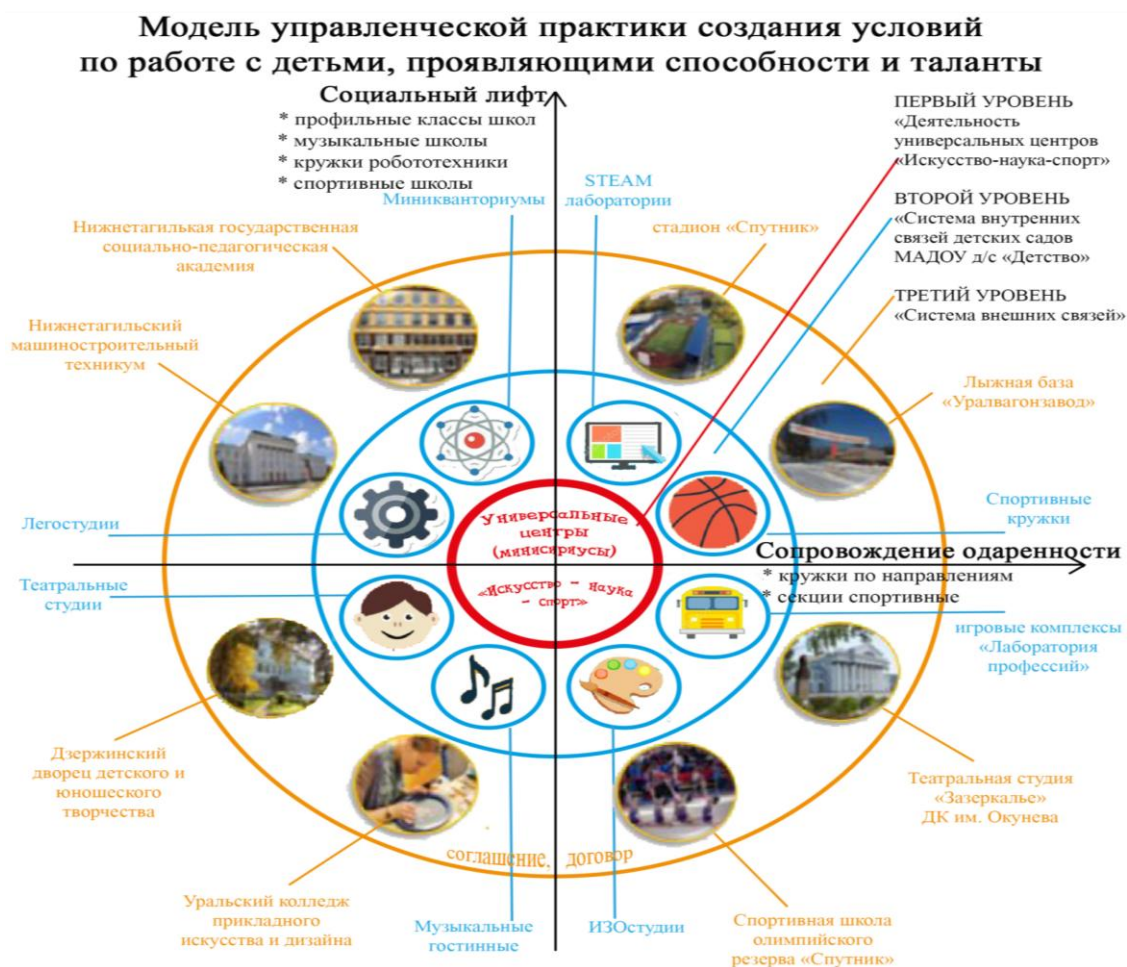 Модель управленческой практики создания условий
по работе с детьми, проявляющими способности и таланты
Социальный лифт
* профильные классы школ
* музыкальные школы
* кружки робототехники
* спортивные школы
ПЕРВЫЙ УРОВЕНЬ
«Деятельность
универсальных центров
«Искусство-наука-спорт»
ВТОРОЙ УРОВЕНЬ
«Система внутренних
связей детских садов
МАДОУ д/с «Детство»
ТРЕТИЙ УРОВЕНЬ
«Система внешних связей»
Миникванториумы
STEAM
лаборатории
Нижнетагилькая государственная
социально-педагогическая
академия
стадион «Спутник»
Нижнетагильский
машиностроительный
техникум
Лыжная база
«Уралвагонзавод»
Легостудии
Спортивные
кружки
Универсальные
центры
(минисириусы)
«Искусство - наука
- спорт»
Сопровождение одаренности
* кружки по направлениям
* секции спортивные
Театральные
студии
игровые комплексы
«Лаборатория
профессий»
Дзержинский
дворец детского и
юношеского
творчества
Театральная студия
«Зазеркалье»
ДК им. Окунева
соглашение, договор
Уральский колледж
прикладного
искусства и дизайна
Музыкальные
гостинные
ИЗОстудии
Спортивная школа
олимпийского
резерва «Спутник»